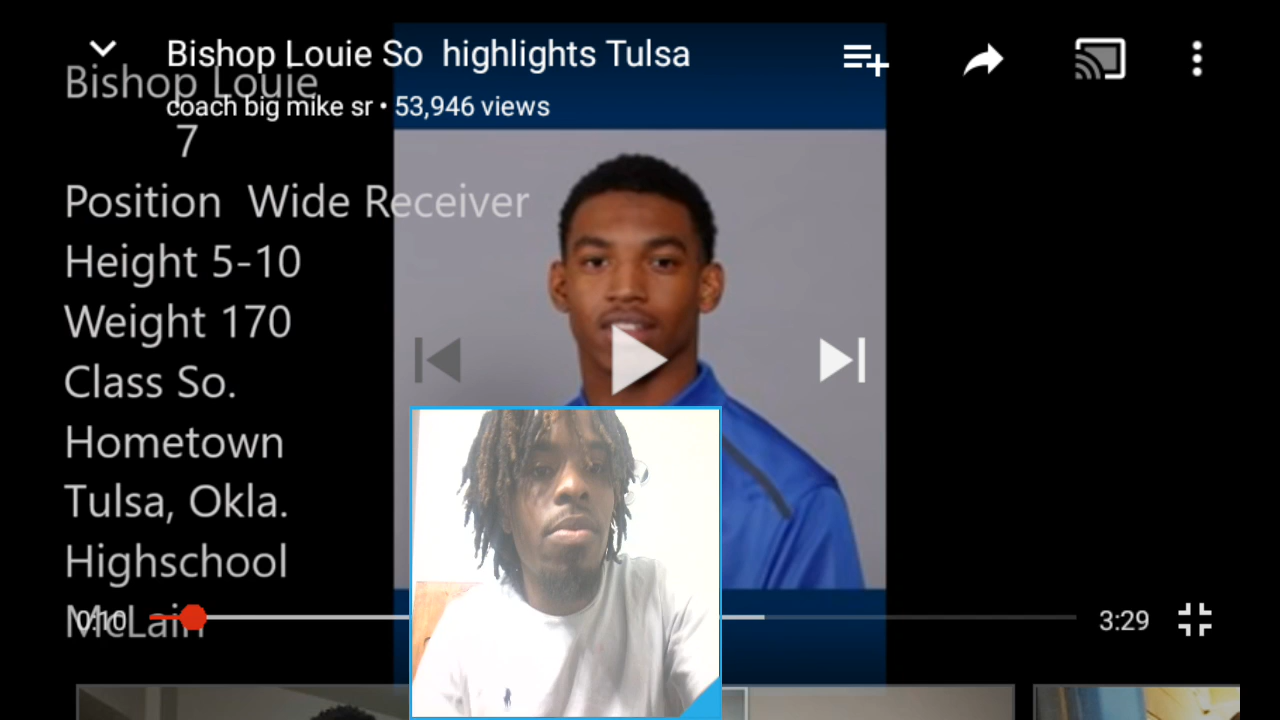 Bishop Louie So highlights Tulsa
coach big mike sr • 53,946 views
Bishop Louie
7
Position Wide Receiver
Height 5-10
Weight 170
Class So.
Hometown
Tulsa, Okla.
Highschool
McLain
0:10
3:29